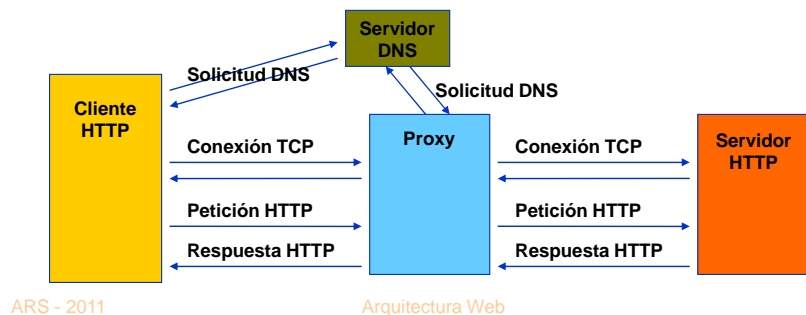 Servidor
DNS
Solicitud DNS
Solicitud DNS
Cliente
HTTP
Proxy
Servidor
HTTP
Conexión TCP
Conexión TCP
Petición HTTP
Petición HTTP
Respuesta HTTP
Respuesta HTTP
ARS - 2011
Arquitectura Web